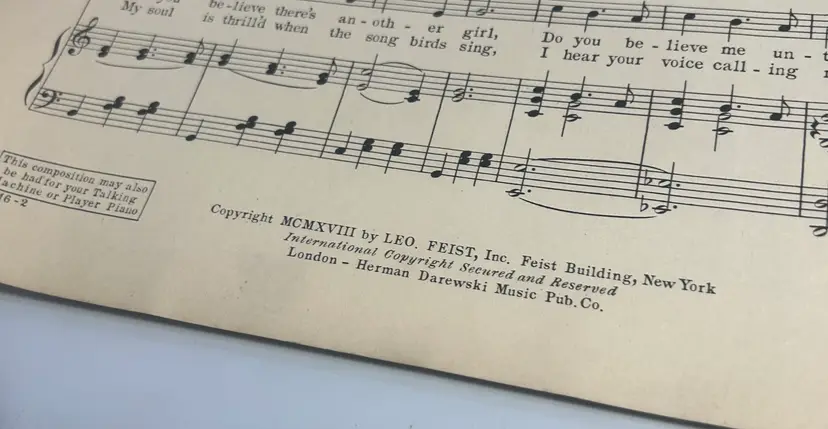 be - lieve there's an - oth - er girl, Do you be - lieve me un -
My soul is thrill'd when the song birds sing, I hear your voice call - ing
This composition may also
be had for your Talking
Machine or Player Piano
6 - 2
Copyright MCMXVIII by LEO. FEIST, Inc. Feist Building, New York
International Copyright Secured and Reserved
London - Herman Darewski Music Pub. Co.